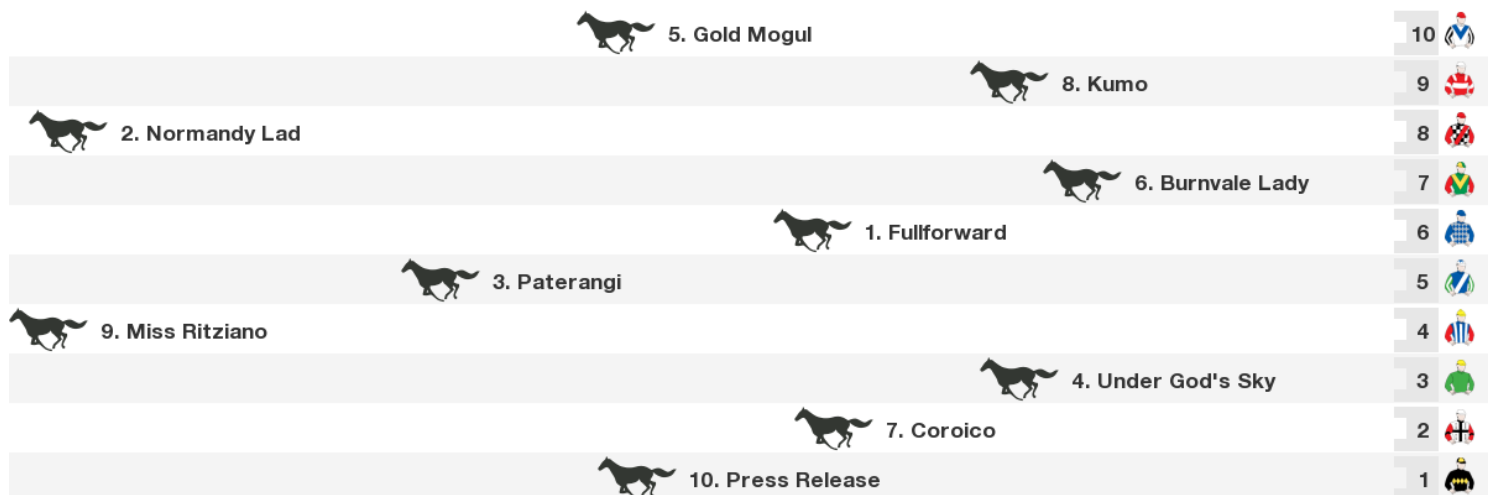 5. Gold Mogul 10
8. Kumo 9
2. Normandy Lad 8
6. Burnvale Lady 7
1. Fullforward 6
3. Paterangi 5
9. Miss Ritziano 4
4. Under God's Sky 3
7. Coroico 2
10. Press Release 1